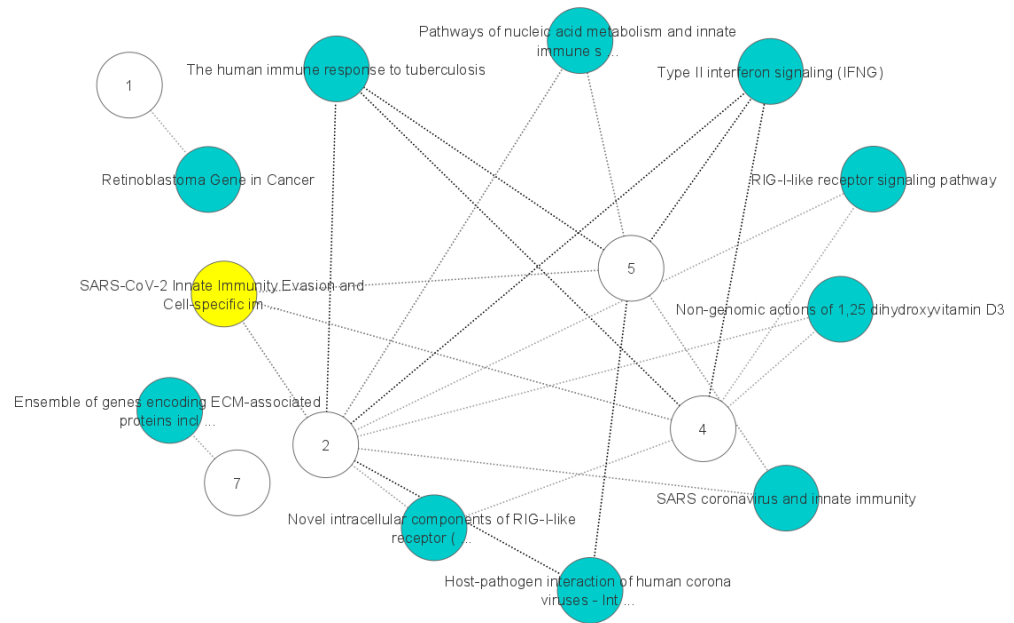 Pathways of nucleic acid metabolism and innate
immune s ...
The human immune response to tuberculosis
Type II interferon signaling (IFNG)
1
Retinoblastoma Gene in Cancer
RIG-I-like receptor signaling pathway
5
SARS-CoV-2 Innate Immunity Evasion and
Cell-specific im
Non-genomic actions of 1,25 dihydroxyvitamin D3
Ensemble of genes encoding ECM-associated
proteins incl ...
2
4
7
SARS coronavirus and innate immunity
Novel intracellular components of RIG-I-like
receptor ( ...
Host-pathogen interaction of human corona
viruses - Int ...